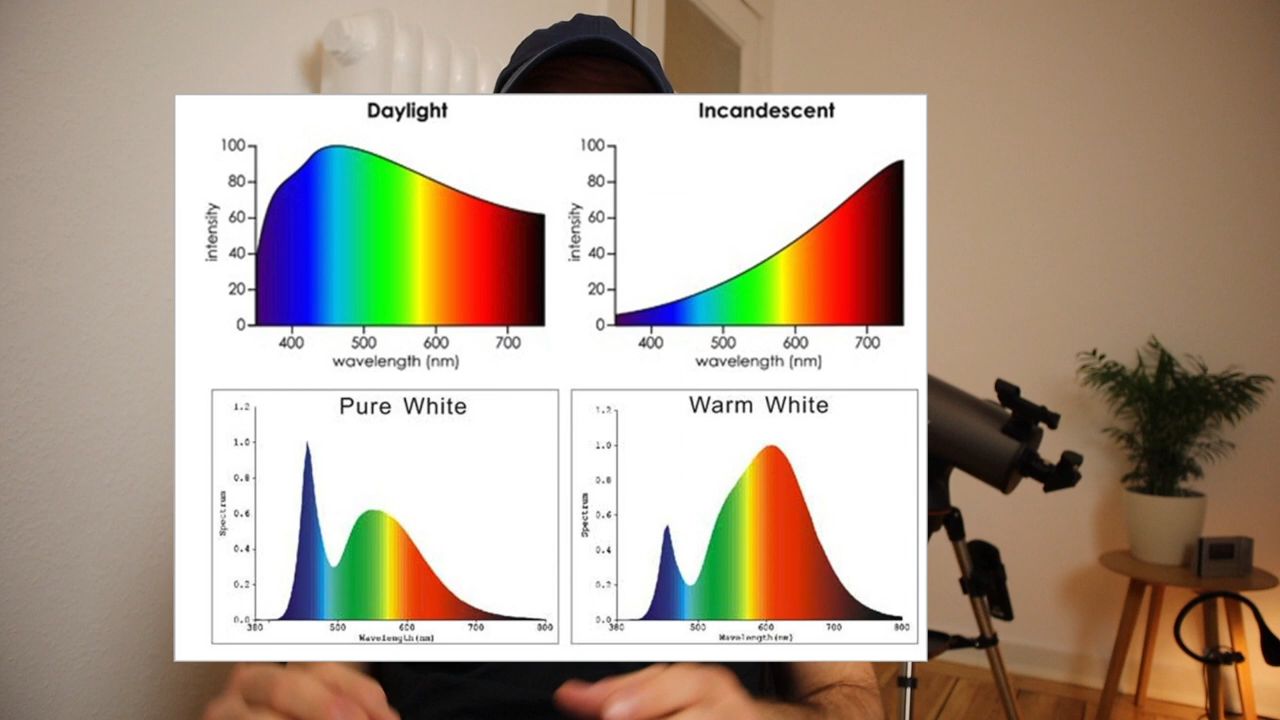 Daylight
Incandescent
100
80
60
40
20
0
intensity
400 500 600 700
wavelength (nm)
100
80
60
40
20
0
intensity
400 500 600 700
wavelength (nm)
Pure White
1.2
1.0
0.8
0.6
0.4
0.2
0.0
Spectrum
380 500 600 700 800
Wavelength(nm)
Warm White
1.2
1.0
0.8
0.6
0.4
0.2
0.0
Spectrum
380 500 600 700 800
Wavelength(nm)